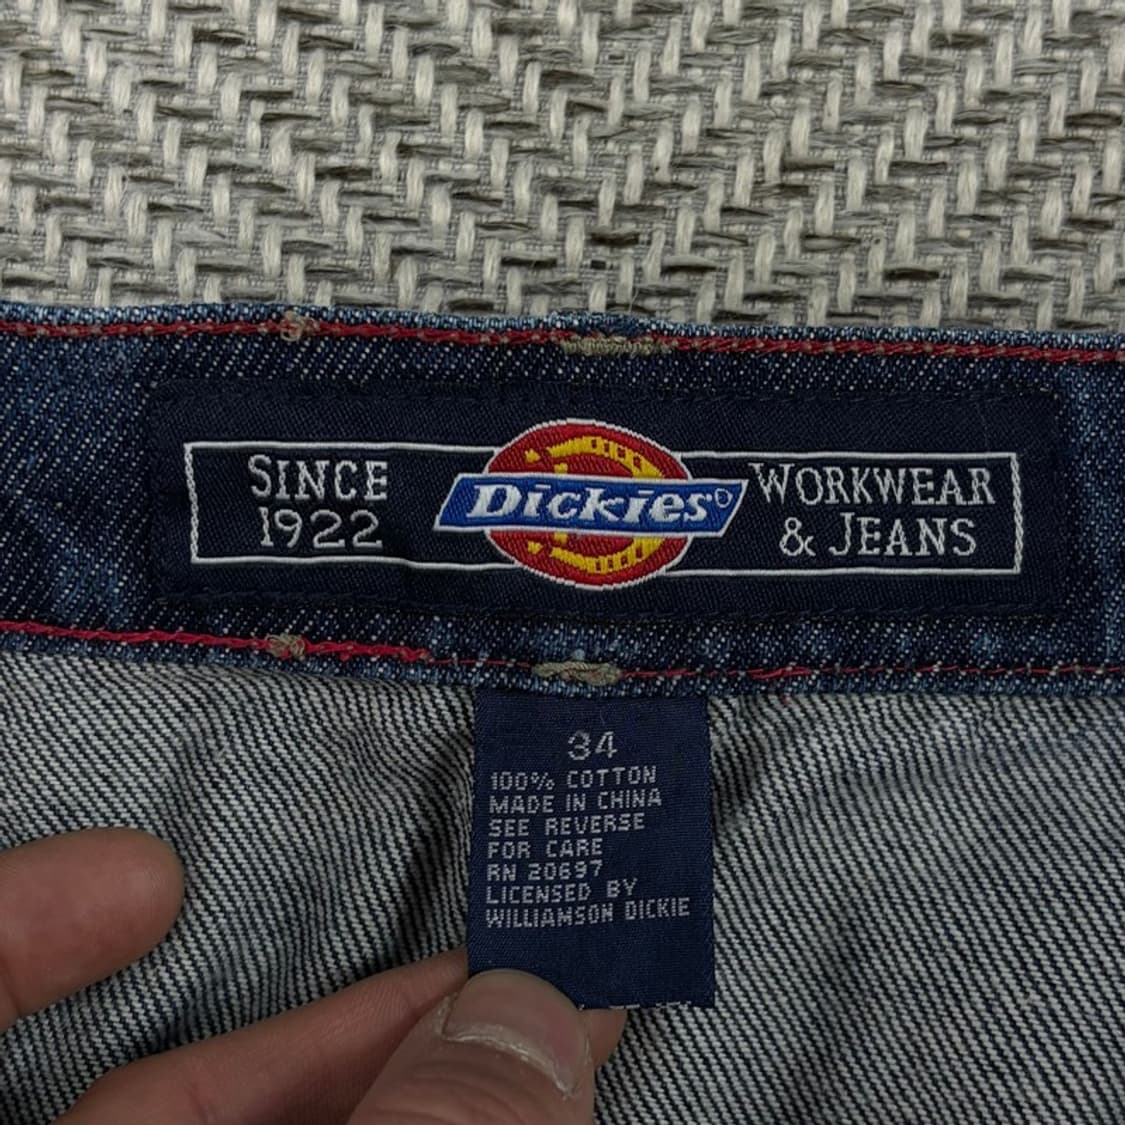 SINCE
1922
Dickies®
WORKWEAR
& JEANS
34
100% COTTON
MADE IN CHINA
SEE REVERSE
FOR CARE
RN 20697
LICENSED BY
WILLIAMSON DICKIE